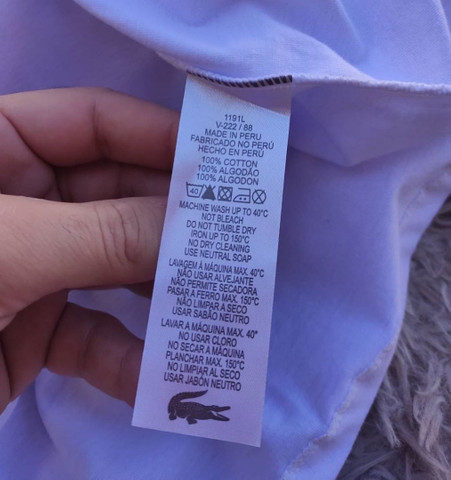 1191L
V-222 / 88
MADE IN PERU
FABRICADO NO PERÚ
HECHO EN PERÚ
100% COTTON
100% ALGODÃO
100% ALGODON
40
MACHINE WASH UP TO 40°C
NOT BLEACH
DO NOT TUMBLE DRY
IRON UP TO 150°C
NO DRY CLEANING
USE NEUTRAL SOAP
LAVAGEM À MÁQUINA MAX. 40°C
NÃO USAR ALVEJANTE
NÃO PERMITE SECADORA
PASAR A FERRO MAX. 150°C
NÃO LIMPAR A SECO
USAR SABÃO NEUTRO
LAVAR A MÁQUINA MAX. 40°
NO USAR CLORO
NO SECAR A MÁQUINA
PLANCHAR MAX. 150°C
NO LIMPIAR AL SECO
USAR JABÓN NEUTRO